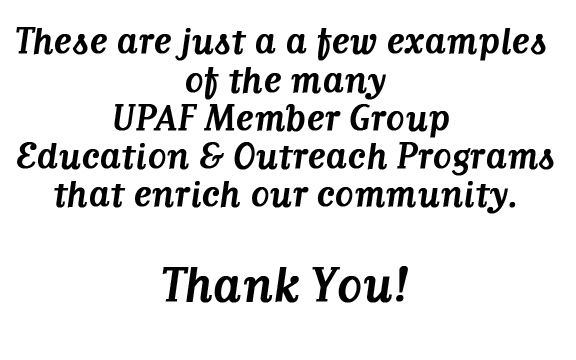 These are just a a few examples
of the many
UPAF Member Group
Education & Outreach Programs
that enrich our community.
Thank You!